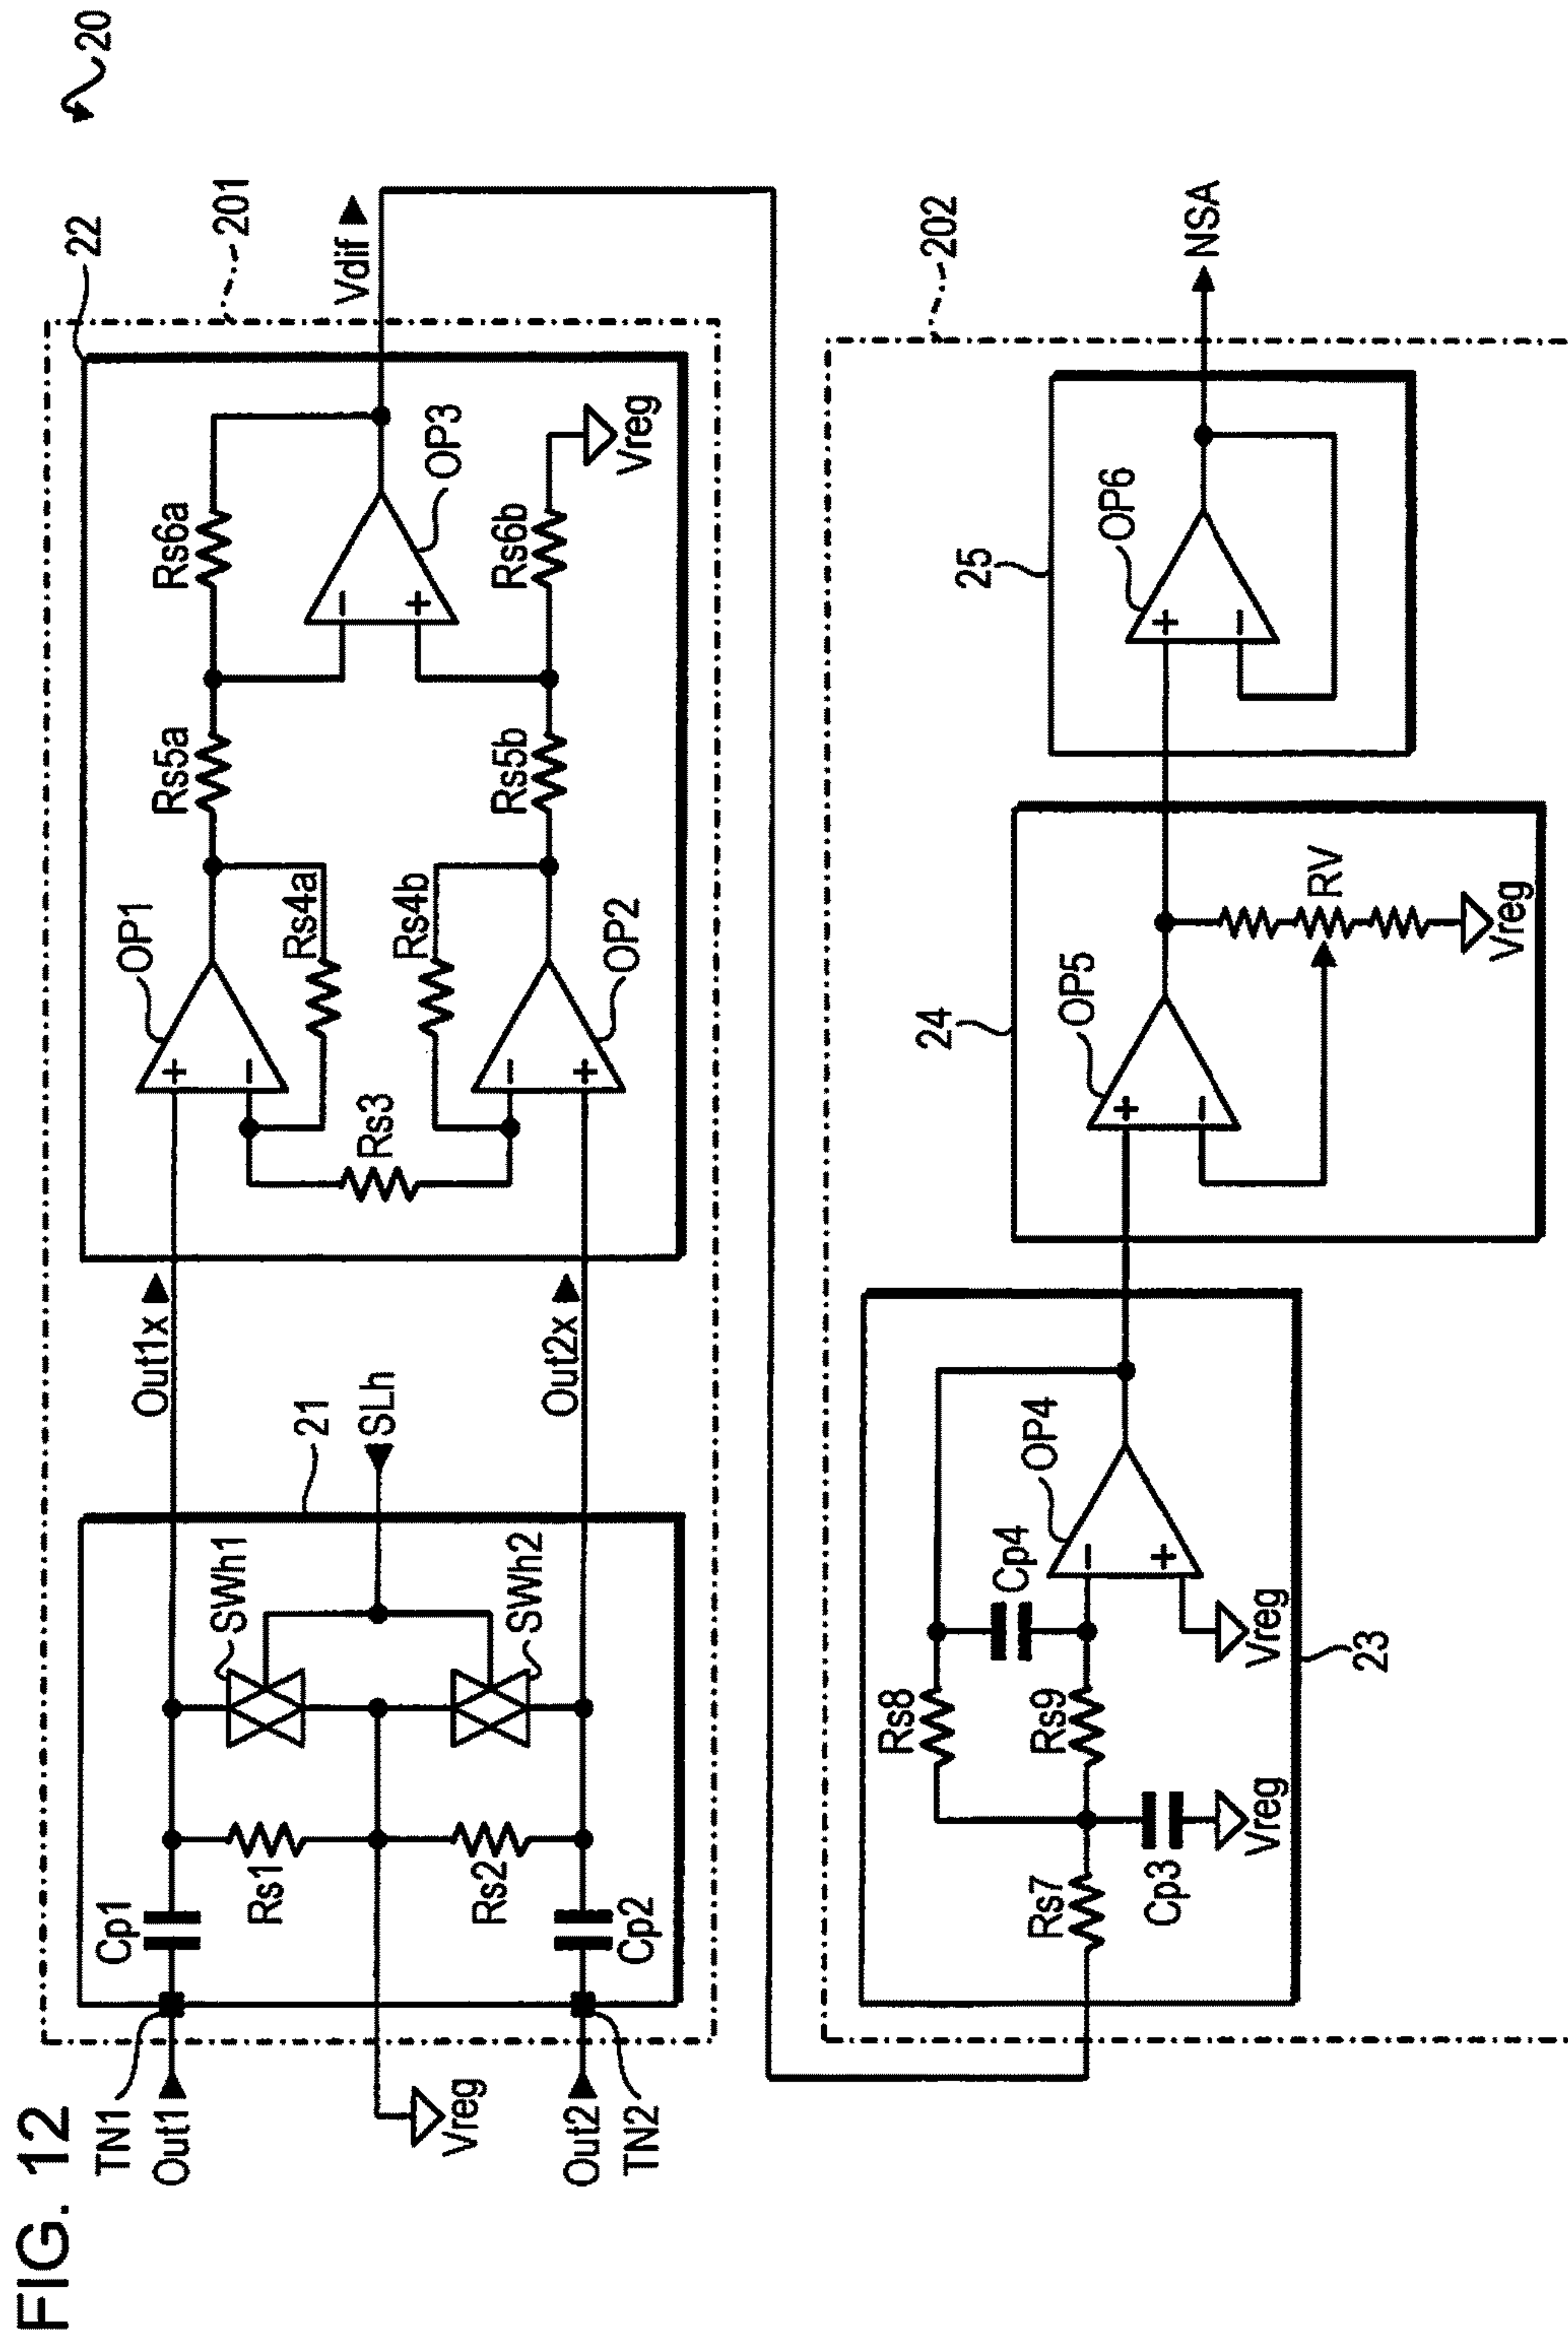 FIG. 12
20
201
22
TN1
Out1
Cp1
Rs1
SWh1
21
SLh
Out1x
OP1
+
−
Rs4a
Rs5a
Rs6a
Vdif
−
+
OP3
Rs3
Vreg
Rs2
SWh2
Out2
TN2
Cp2
Out2x
Rs4b
−
+
OP2
Rs5b
Rs6b
Vreg
202
Rs8
Cp4
OP4
Rs7
Rs9
−
+
Cp3
Vreg
Vreg
23
24
OP5
+
−
RV
Vreg
25
OP6
+
−
NSA